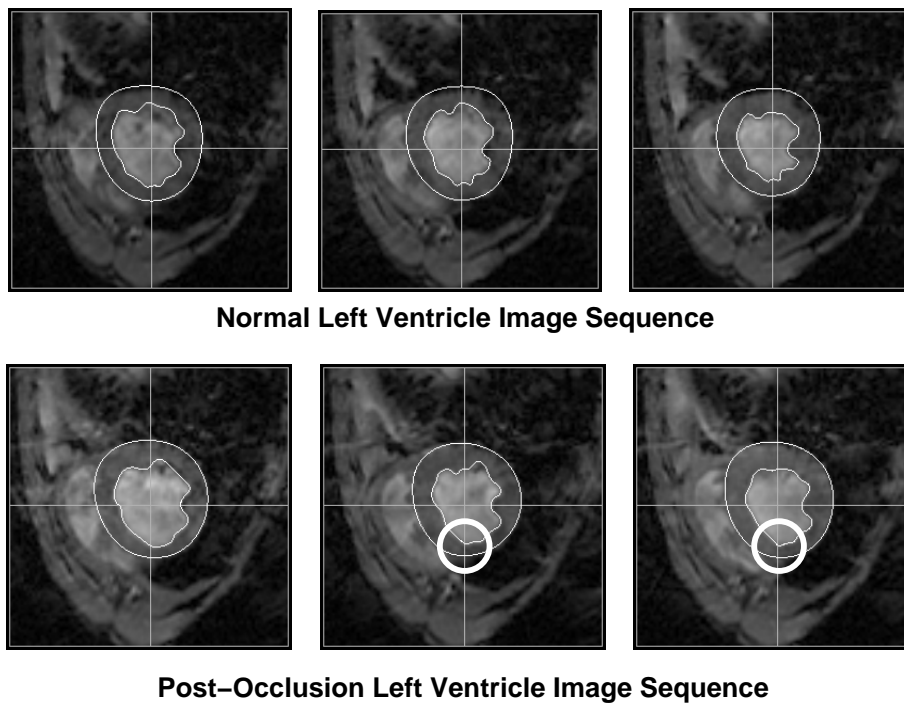 Normal Left Ventricle Image Sequence
Post−Occlusion Left Ventricle Image Sequence